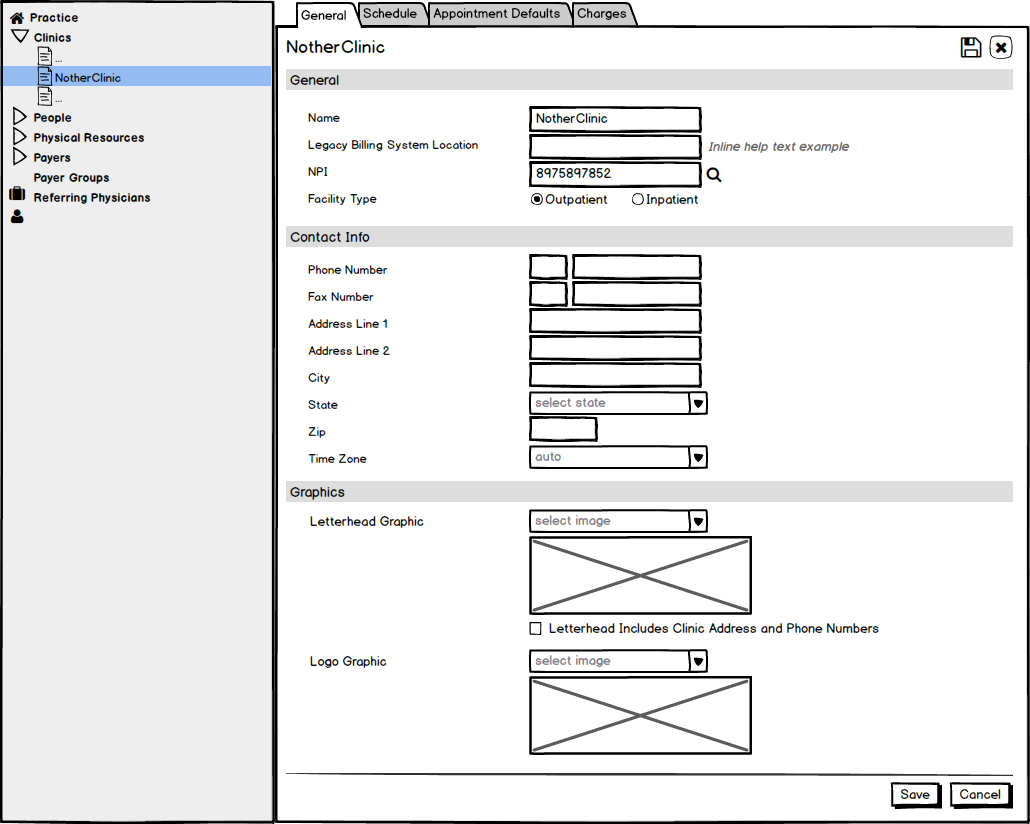 Practice
Clinics
...
NotherClinic
...
People
Physical Resources
Payers
Payer Groups
Referring Physicians
General Schedule Appointment Defaults Charges
NotherClinic
General
Name NotherClinic
Legacy Billing System Location Inline help text example
NPI 8975897852
Facility Type Outpatient Inpatient
Contact Info
Phone Number
Fax Number
Address Line 1
Address Line 2
City
State select state
Zip
Time Zone auto
Graphics
Letterhead Graphic select image
Letterhead Includes Clinic Address and Phone Numbers
Logo Graphic select image
Save Cancel